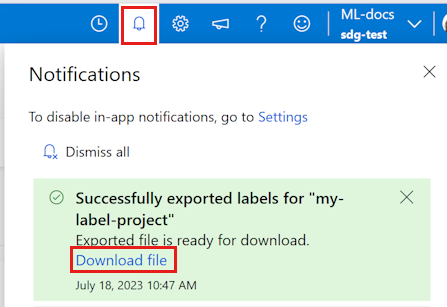 ML-docs
sdg-test
Notifications
To disable in-app notifications, go to Settings
Dismiss all
Successfully exported labels for "my-
label-project"
Exported file is ready for download.
Download file
July 18, 2023 10:47 AM